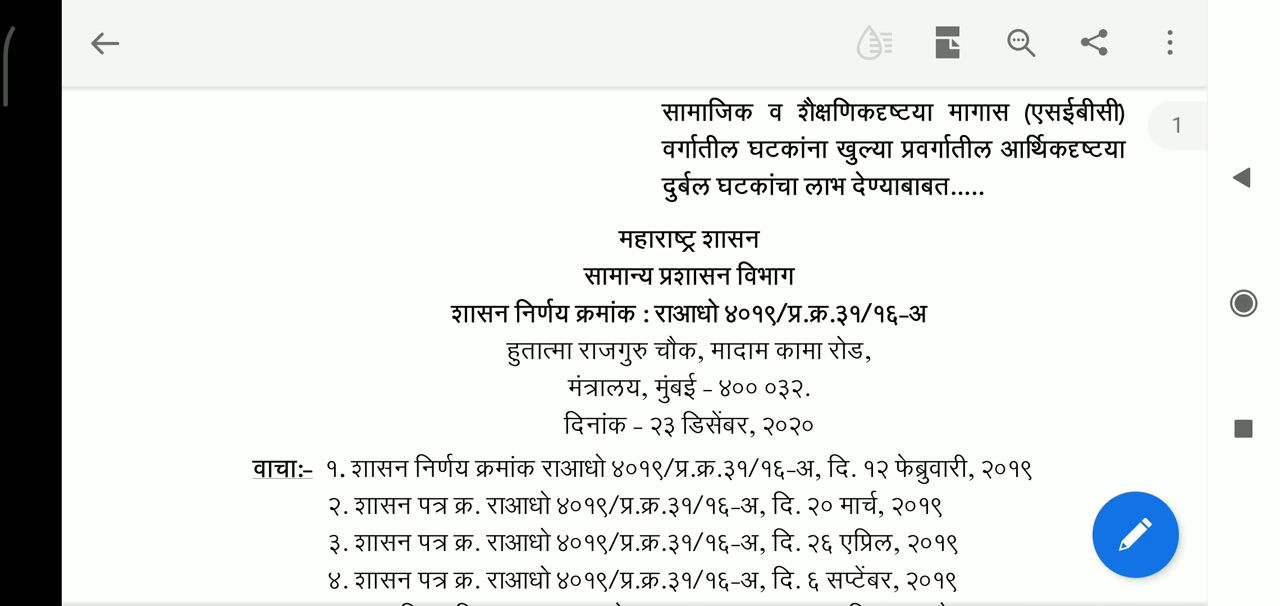 1
सामाजिक व शैक्षणिकदृष्टया मागास (एसईबीसी)
वर्गातील घटकांना खुल्या प्रवर्गातील आर्थिकदृष्टया
दुर्बल घटकांचा लाभ देण्याबाबत.....
महाराष्ट्र शासन
सामान्य प्रशासन विभाग
शासन निर्णय क्रमांक : राआधो ४०१९/प्र.क्र.३१/१६-अ
हुतात्मा राजगुरु चौक, मादाम कामा रोड,
मंत्रालय, मुंबई - ४०० ०३२.
दिनांक - २३ डिसेंबर, २०२०
वाचा:- १. शासन निर्णय क्रमांक राआधो ४०१९/प्र.क्र.३१/१६-अ, दि. १२ फेब्रुवारी, २०१९
२. शासन पत्र क्र. राआधो ४०१९/प्र.क्र.३१/१६-अ, दि. २० मार्च, २०१९
३. शासन पत्र क्र. राआधो ४०१९/प्र.क्र.३१/१६-अ, दि. २६ एप्रिल, २०१९
४. शासन पत्र क्र. राआधो ४०१९/प्र.क्र.३१/१६-अ, दि. ६ सप्टेंबर, २०१९